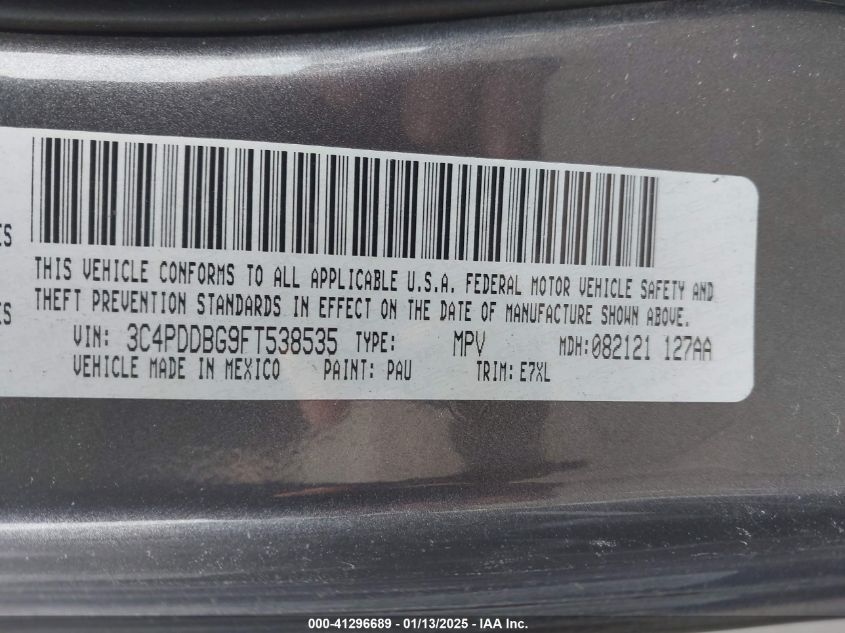 ES
THIS VEHICLE CONFORMS TO ALL APPLICABLE U.S.A. FEDERAL MOTOR VEHICLE SAFETY AND
THEFT PREVENTION STANDARDS IN EFFECT ON THE DATE OF MANUFACTURE SHOWN ABOVE.
ES
VIN: 3C4PDDBG9FT538535 TYPE: MPV MDH:082121 127AA
VEHICLE MADE IN MEXICO PAINT: PAU TRIM: E7XL
000-41296689 - 01/13/2025 - IAA Inc.